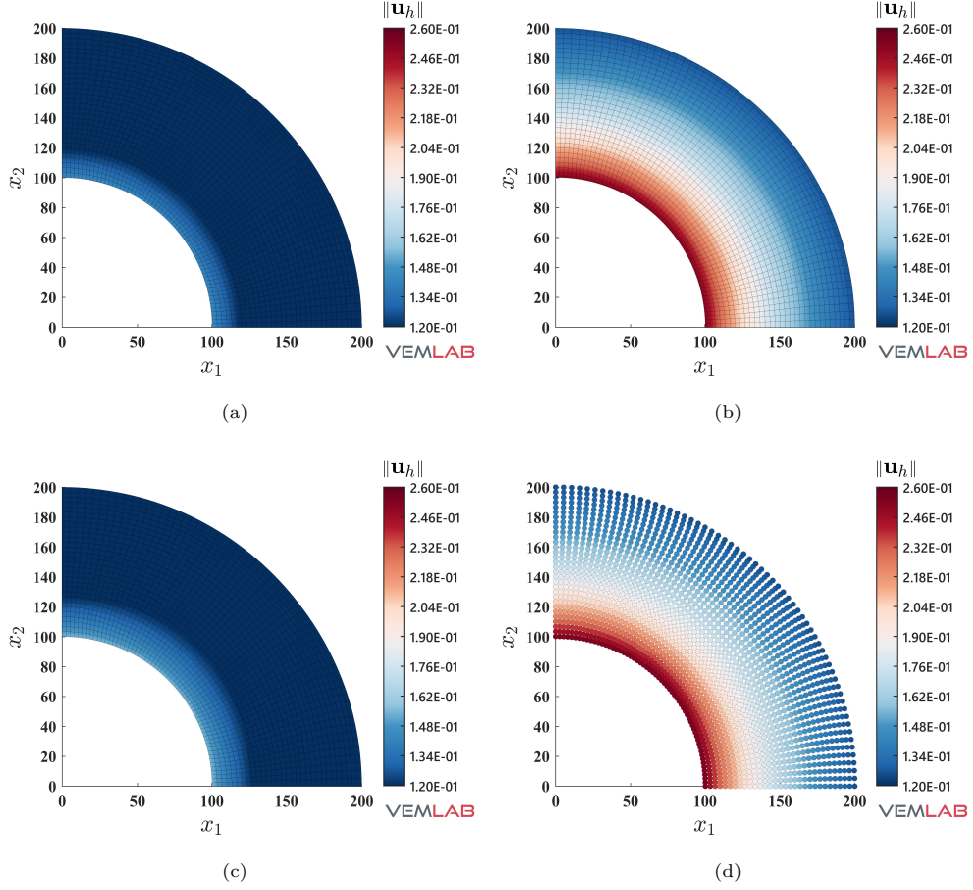 ‖u_h‖
2.60E-01
2.46E-01
2.32E-01
2.18E-01
2.04E-01
1.90E-01
1.76E-01
1.62E-01
1.48E-01
1.34E-01
1.20E-01
200
180
160
140
120
100
80
60
40
20
0
x_2
0 50 100 150 200
x_1
VEMLAB
(a)
‖u_h‖
2.60E-01
2.46E-01
2.32E-01
2.18E-01
2.04E-01
1.90E-01
1.76E-01
1.62E-01
1.48E-01
1.34E-01
1.20E-01
200
180
160
140
120
100
80
60
40
20
0
x_2
0 50 100 150 200
x_1
VEMLAB
(b)
‖u_h‖
2.60E-01
2.46E-01
2.32E-01
2.18E-01
2.04E-01
1.90E-01
1.76E-01
1.62E-01
1.48E-01
1.34E-01
1.20E-01
200
180
160
140
120
100
80
60
40
20
0
x_2
0 50 100 150 200
x_1
VEMLAB
(c)
‖u_h‖
2.60E-01
2.46E-01
2.32E-01
2.18E-01
2.04E-01
1.90E-01
1.76E-01
1.62E-01
1.48E-01
1.34E-01
1.20E-01
200
180
160
140
120
100
80
60
40
20
0
x_2
0 50 100 150 200
x_1
VEMLAB
(d)